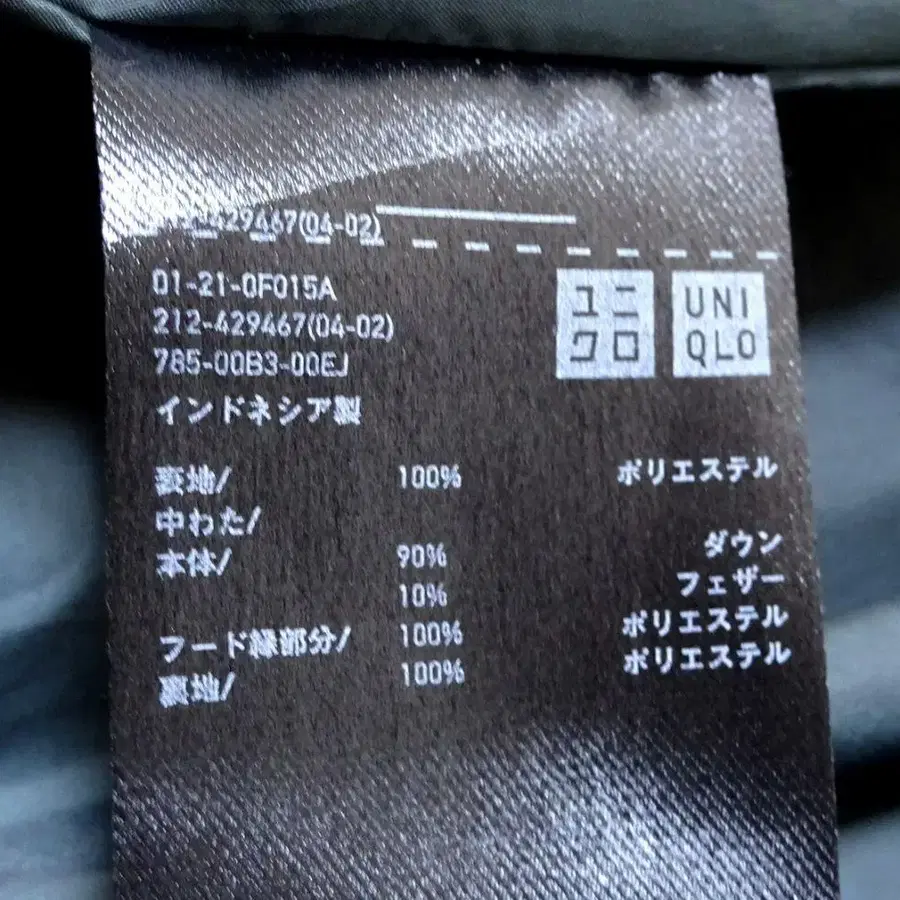 429467(04-02)
01-21-0F015A
212-429467(04-02)
785-00B3-00EJ
インドネシア製
ユニ
クロ
UNI
QLO
表地/ 100% ポリエステル
中わた/
本体/ 90% ダウン
10% フェザー
フード縁部分/ 100% ポリエステル
裏地/ 100% ポリエステル